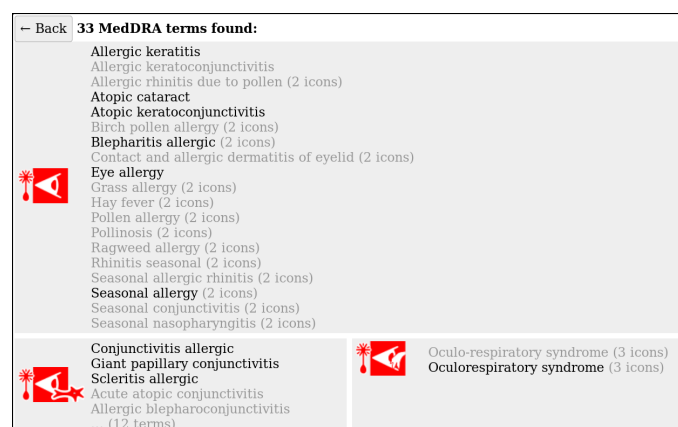 ← Back 33 MedDRA terms found:
Allergic keratitis
Allergic keratoconjunctivitis
Allergic rhinitis due to pollen (2 icons)
Atopic cataract
Atopic keratoconjunctivitis
Birch pollen allergy (2 icons)
Blepharitis allergic (2 icons)
Contact and allergic dermatitis of eyelid (2 icons)
Eye allergy
Grass allergy (2 icons)
Hay fever (2 icons)
Pollen allergy (2 icons)
Pollinosis (2 icons)
Ragweed allergy (2 icons)
Rhinitis seasonal (2 icons)
Seasonal allergic rhinitis (2 icons)
Seasonal allergy (2 icons)
Seasonal conjunctivitis (2 icons)
Seasonal nasopharyngitis (2 icons)
Conjunctivitis allergic
Giant papillary conjunctivitis
Scleritis allergic
Acute atopic conjunctivitis
Allergic blepharoconjunctivitis
... (12 terms)
Oculo-respiratory syndrome (3 icons)
Oculorespiratory syndrome (3 icons)